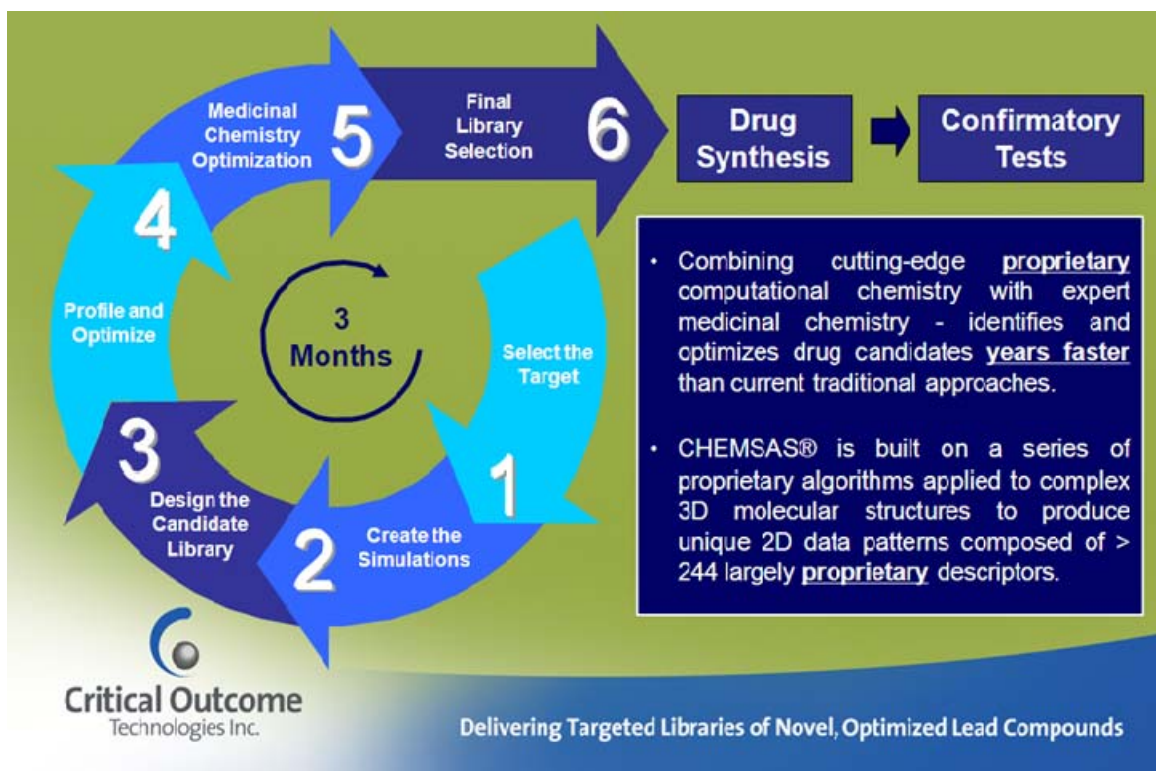 Select the
Target
1
Create the
Simulations
2
Design the
Candidate
Library
3
Profile and
Optimize
4
Medicinal
Chemistry
Optimization
5
Final
Library
Selection
6
3
Months
Drug
Synthesis
Confirmatory
Tests
• Combining cutting-edge proprietary
computational chemistry with expert
medicinal chemistry - identifies and
optimizes drug candidates years faster
than current traditional approaches.
• CHEMSAS® is built on a series of
proprietary algorithms applied to complex
3D molecular structures to produce
unique 2D data patterns composed of >
244 largely proprietary descriptors.
Critical Outcome
Technologies Inc.
Delivering Targeted Libraries of Novel, Optimized Lead Compounds